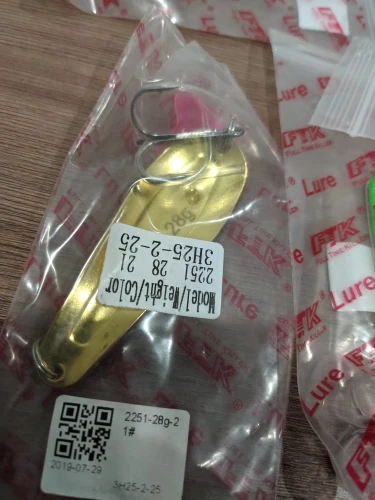 FTK
Lure
FTK
Lure
FTK
Lure
FTK
28g
Model/Weight/Color
2251 28 21
3H25-2-25
2251-28g-2
1#
2019-07-29
3H25-2-25